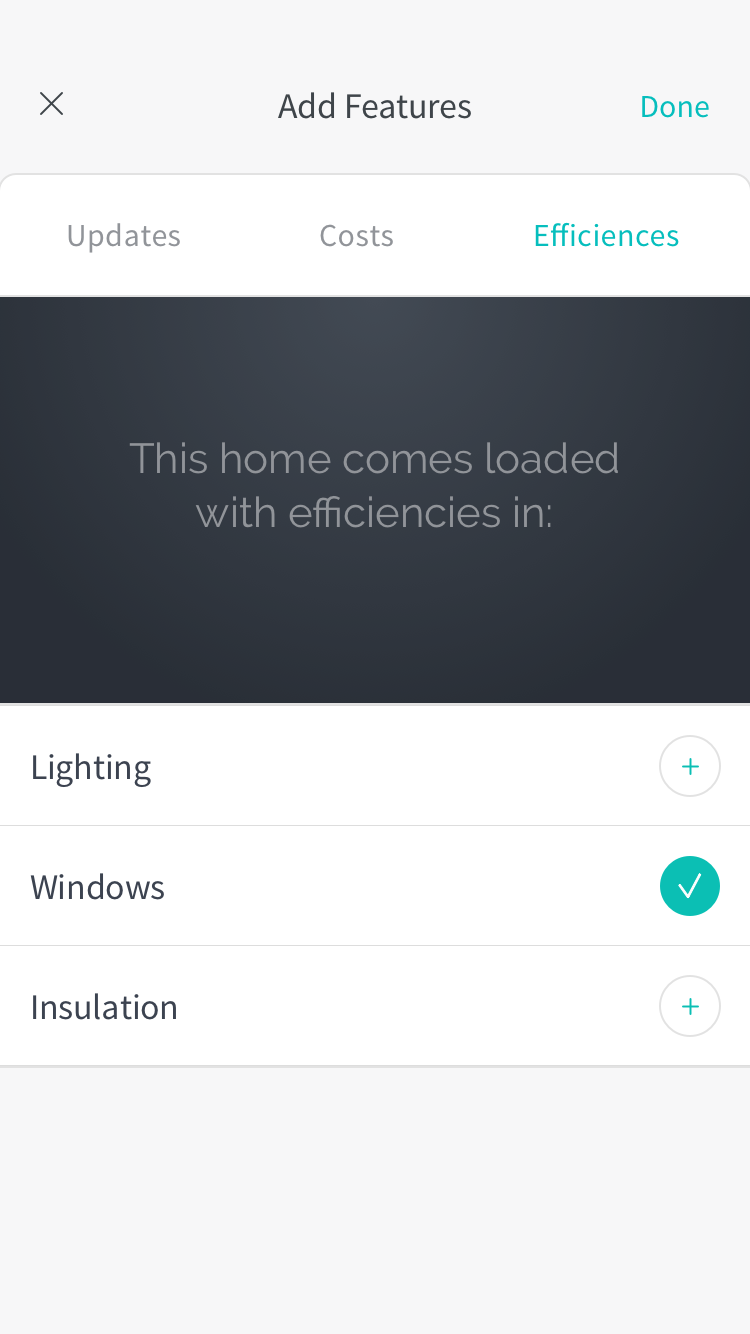 Add Features
Done
Updates
Costs
Efficiences
This home comes loaded
with efficiencies in:
Lighting
Windows
Insulation